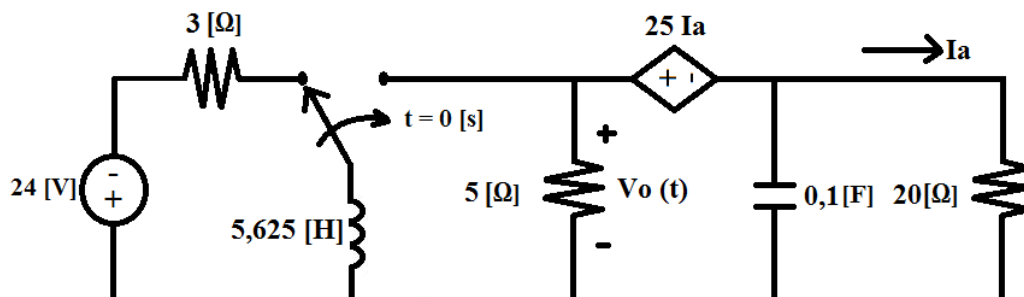 3 [Ω]
25 Ia
Ia
t = 0 [s]
24 [V]
-
+
+ -
+
5 [Ω]
Vo (t)
-
0,1[F]
20[Ω]
5,625 [H]